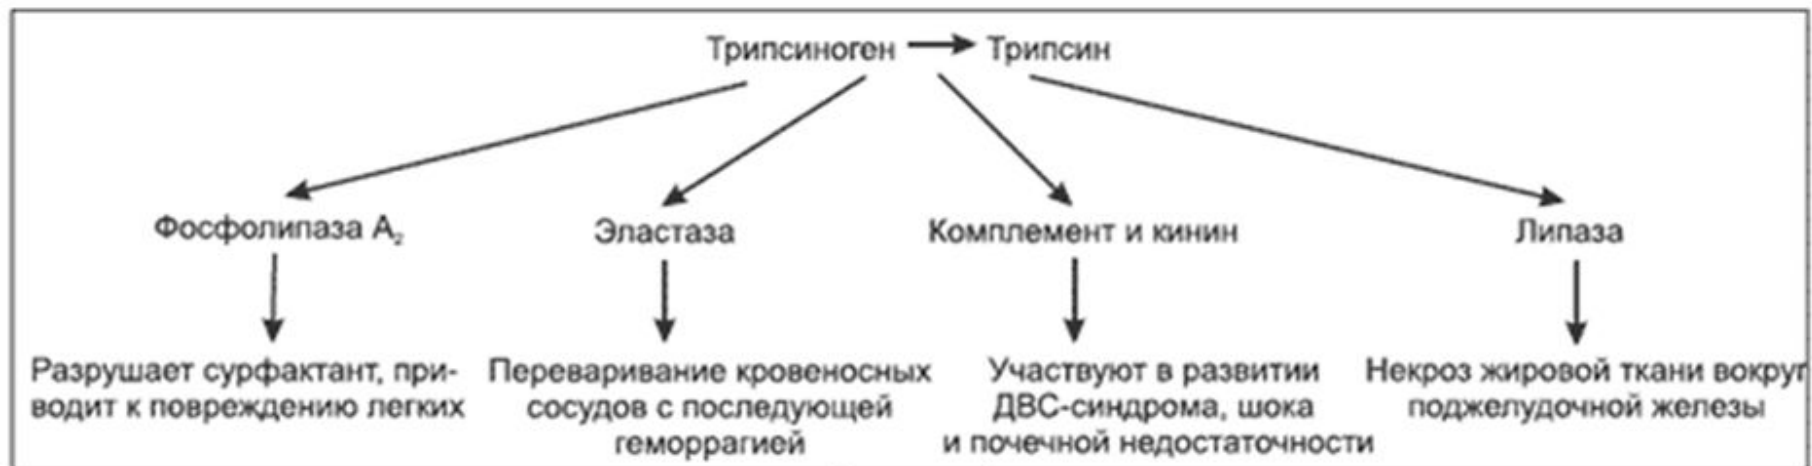 Трипсиноген → Трипсин
Фосфолипаза А₂
Эластаза
Комплемент и кинин
Липаза
Разрушает сурфактант, при-
водит к повреждению легких
Переваривание кровеносных
сосудов с последующей
геморрагией
Участвуют в развитии
ДВС-синдрома, шока
и почечной недостаточности
Некроз жировой ткани вокруг
поджелудочной железы